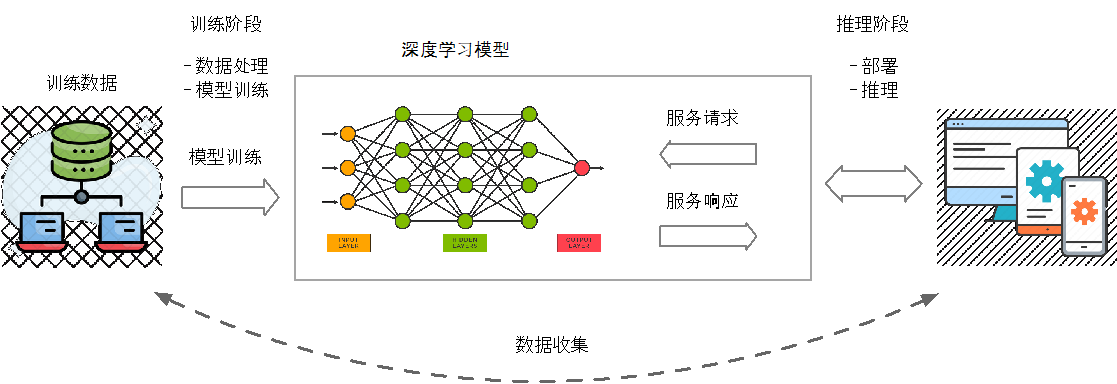 训练阶段
- 数据处理
- 模型训练
训练数据
模型训练
深度学习模型
INPUT
LAYER
HIDDEN
LAYERS
OUTPUT
LAYER
服务请求
服务响应
推理阶段
- 部署
- 推理
数据收集